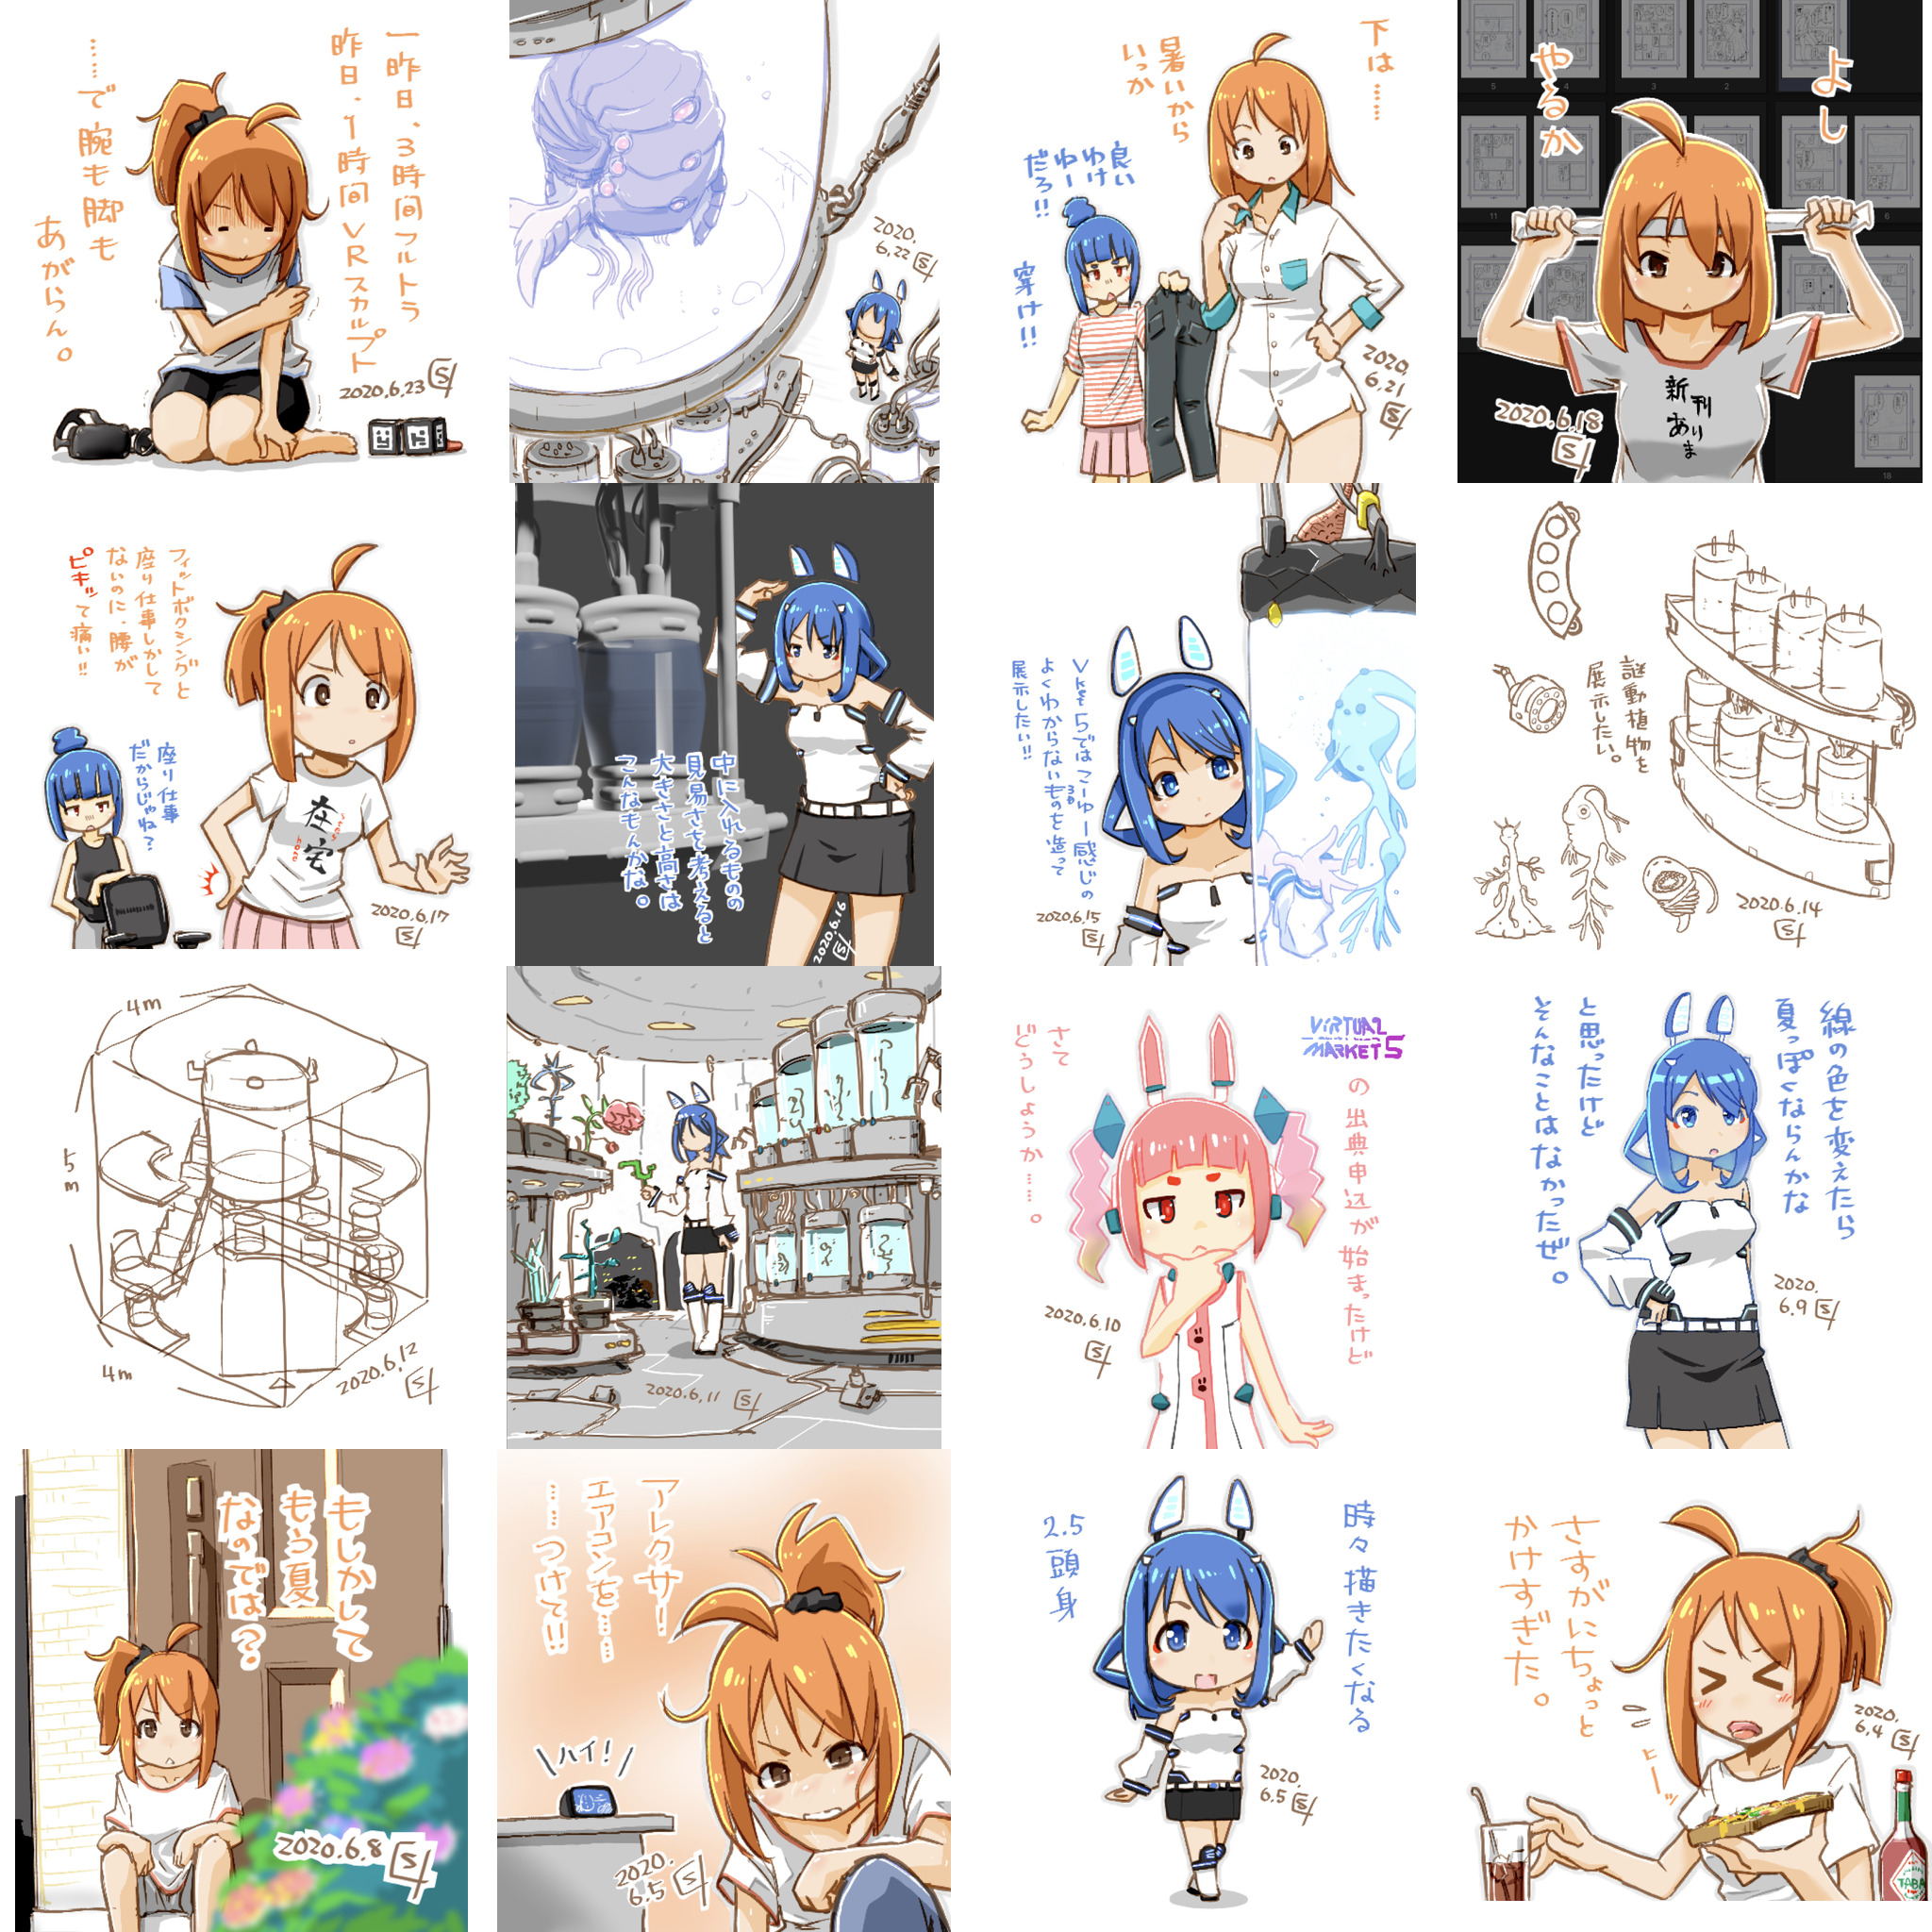 一昨日、3時間フルトラ
昨日、1時間VRスカルプト
……で腕も脚も
あがらん。
2020.6.23
2020.
6.22
下は……
暑いから
いっか
良い
わけ
ねー
だろ!!
穿け!!
2020.
6.21
よし
やるか
新刊
あります
2020.6.18
フィットボクシングと
座り仕事しかして
ないのに、腰が
ピキッて痛い!!
座り仕事
だからじゃね?
在宅
2020.6.17
中に入れるものの
見易さを考えると
大きさと高さは
こんなもんかな。
2020.6.16
Vket5ではこーゆー感じの
よくわからないものを造って
展示したい!!
2020.6.15
謎動植物を
展示したい。
2020.6.14
4m
5m
4m
2020.6.12
2020.6.11
VIRTUAL
MARKET5
の出典申込が始まったけど
さて
どうしようか……。
2020.6.10
線の色を変えたら
夏っぽくならんかな
と思ったけど
そんなことはなかったぜ。
2020.
6.9
もしかして
もう夏
なのでは?
2020.6.8
アレクサ!
エアコンを……
……つけて!!
ハイ!
2020.
6.5
時々描きたくなる
2.5頭身
2020.
6.5
さすがにちょっと
かけすぎた。
ヒーッ
2020.
6.4
TABA